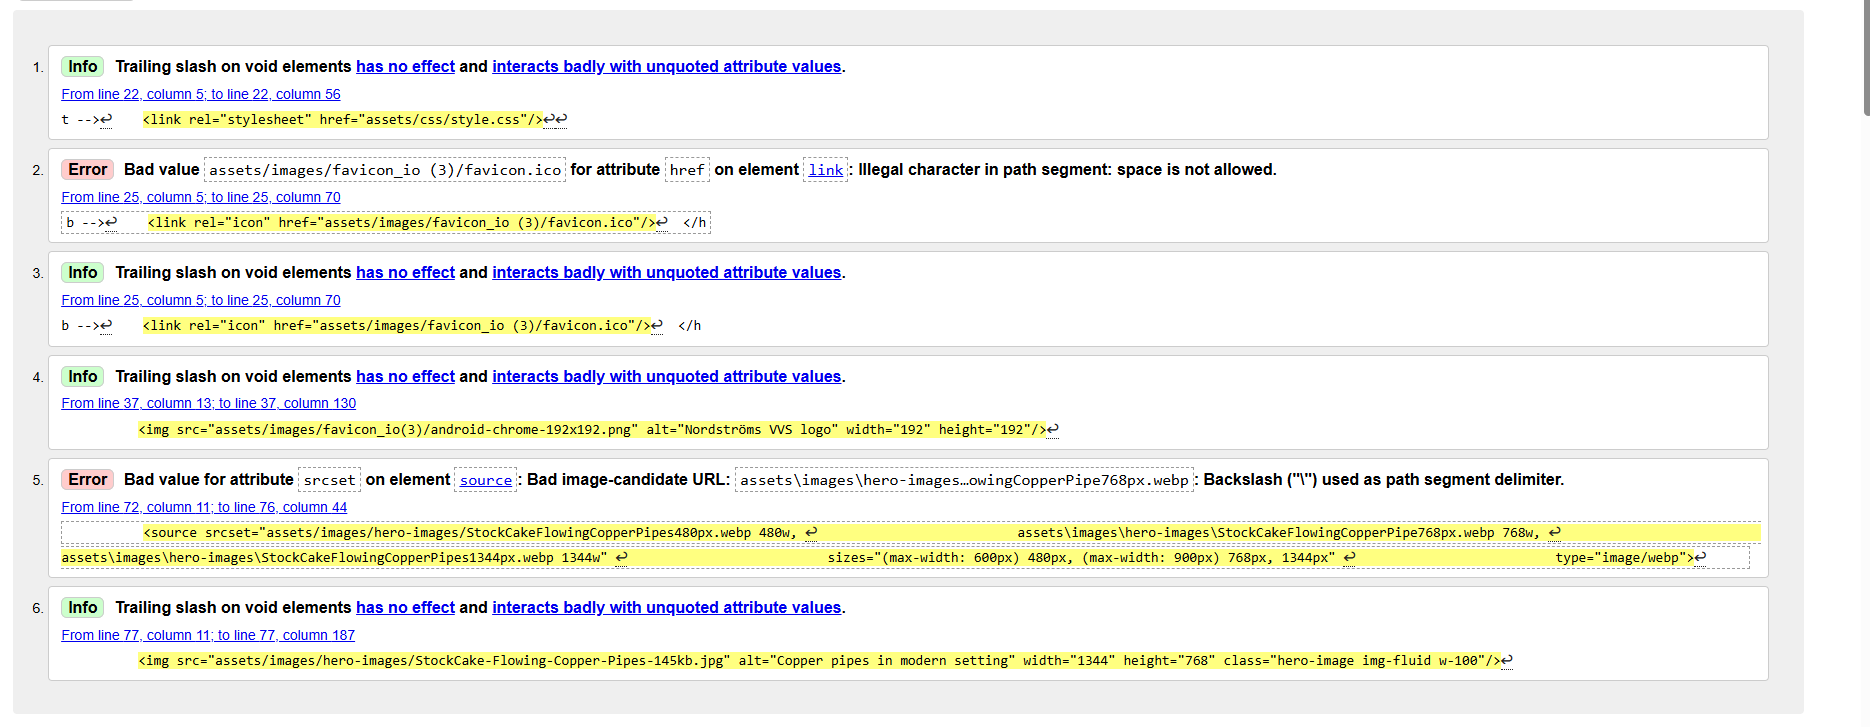 1. Info Trailing slash on void elements has no effect and interacts badly with unquoted attribute values.
From line 22, column 5; to line 22, column 56
t -->↩    <link rel="stylesheet" href="assets/css/style.css"/>↩↩
2. Error Bad value assets/images/favicon_io (3)/favicon.ico for attribute href on element link: Illegal character in path segment: space is not allowed.
From line 25, column 5; to line 25, column 70
b -->↩    <link rel="icon" href="assets/images/favicon_io (3)/favicon.ico"/>↩  </h
3. Info Trailing slash on void elements has no effect and interacts badly with unquoted attribute values.
From line 25, column 5; to line 25, column 70
b -->↩    <link rel="icon" href="assets/images/favicon_io (3)/favicon.ico"/>↩  </h
4. Info Trailing slash on void elements has no effect and interacts badly with unquoted attribute values.
From line 37, column 13; to line 37, column 130
<img src="assets/images/favicon_io(3)/android-chrome-192x192.png" alt="Nordströms VVS logo" width="192" height="192"/>↩
5. Error Bad value for attribute srcset on element source: Bad image-candidate URL: assets\images\hero-images…owingCopperPipe768px.webp: Backslash ("\") used as path segment delimiter.
From line 72, column 11; to line 76, column 44
<source srcset="assets/images/hero-images/StockCakeFlowingCopperPipes480px.webp 480w, ↩ assets\images\hero-images\StockCakeFlowingCopperPipe768px.webp 768w, ↩
assets\images\hero-images\StockCakeFlowingCopperPipes1344px.webp 1344w" ↩ sizes="(max-width: 600px) 480px, (max-width: 900px) 768px, 1344px" ↩ type="image/webp">↩
6. Info Trailing slash on void elements has no effect and interacts badly with unquoted attribute values.
From line 77, column 11; to line 77, column 187
<img src="assets/images/hero-images/StockCake-Flowing-Copper-Pipes-145kb.jpg" alt="Copper pipes in modern setting" width="1344" height="768" class="hero-image img-fluid w-100"/>↩